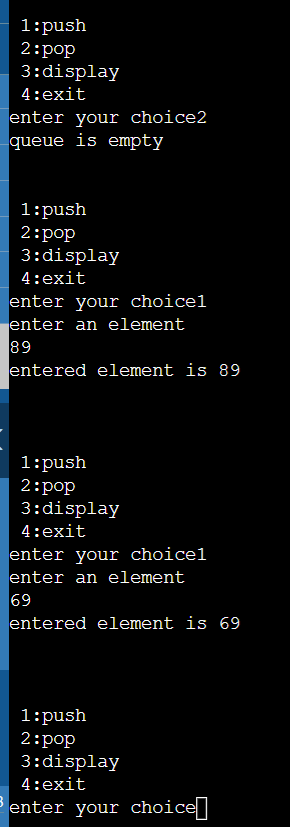 1:push
2:pop
3:display
4:exit
enter your choice2
queue is empty
1:push
2:pop
3:display
4:exit
enter your choice1
enter an element
89
entered element is 89
1:push
2:pop
3:display
4:exit
enter your choice1
enter an element
69
entered element is 69
1:push
2:pop
3:display
4:exit
enter your choice